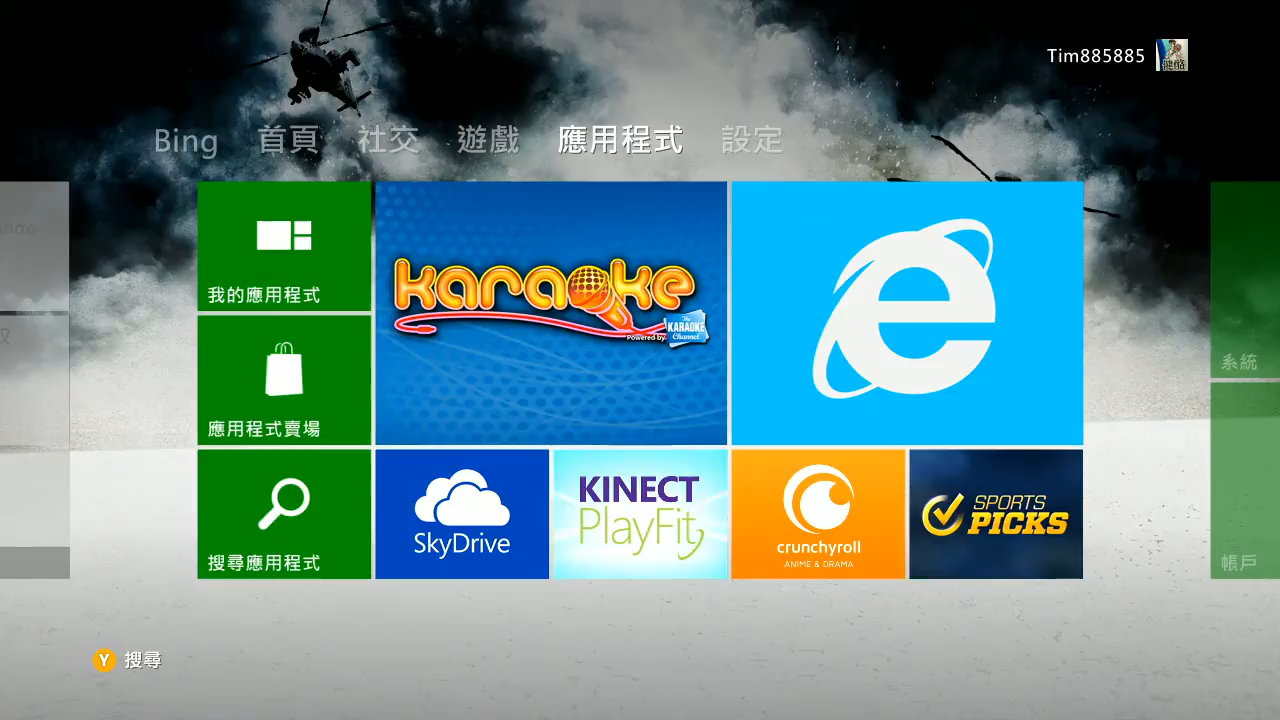 Tim885885
健酷
Bing 首頁 社交 遊戲 應用程式 設定
我的應用程式
karaoke
Powered by:
The
KARAOKE
Channel
系統
應用程式賣場
搜尋應用程式
SkyDrive
KINECT
PlayFit
crunchyroll
ANIME & DRAMA
SPORTS
PICKS
帳戶
Y 搜尋